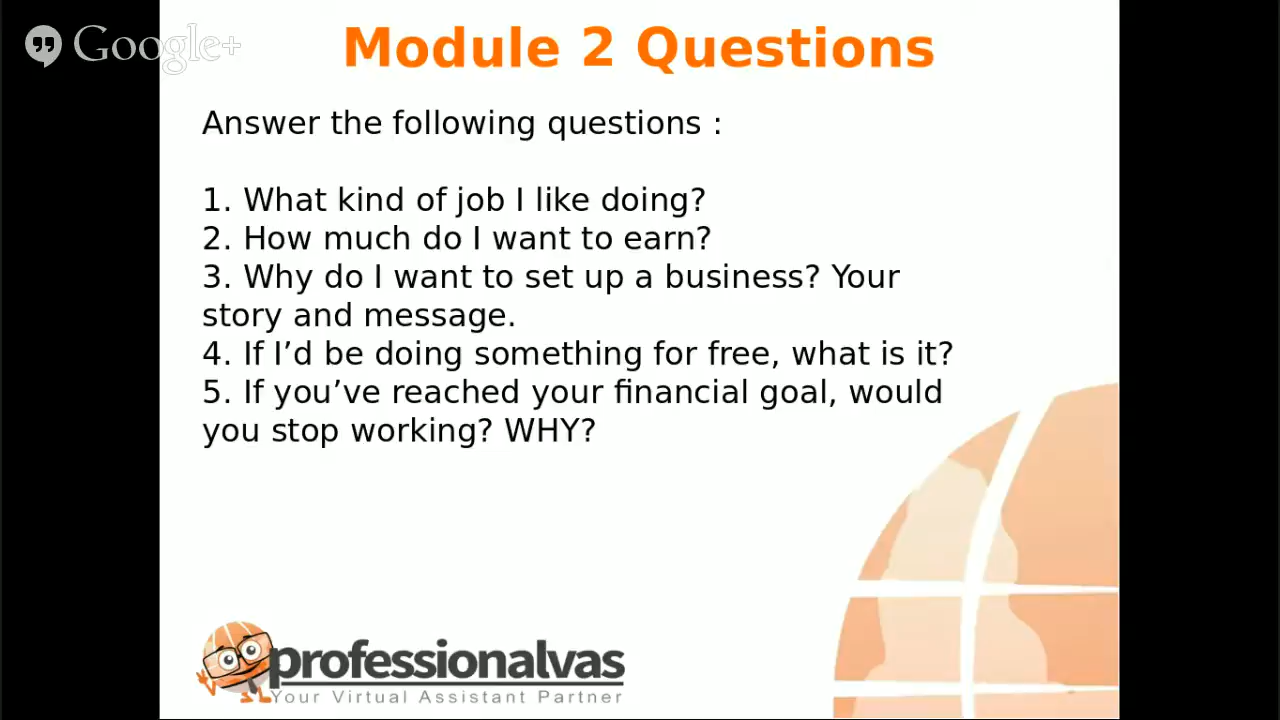 Google+
Module 2 Questions
Answer the following questions :
1. What kind of job I like doing?
2. How much do I want to earn?
3. Why do I want to set up a business? Your
story and message.
4. If I’d be doing something for free, what is it?
5. If you’ve reached your financial goal, would
you stop working? WHY?
professionalvas
Your Virtual Assistant Partner